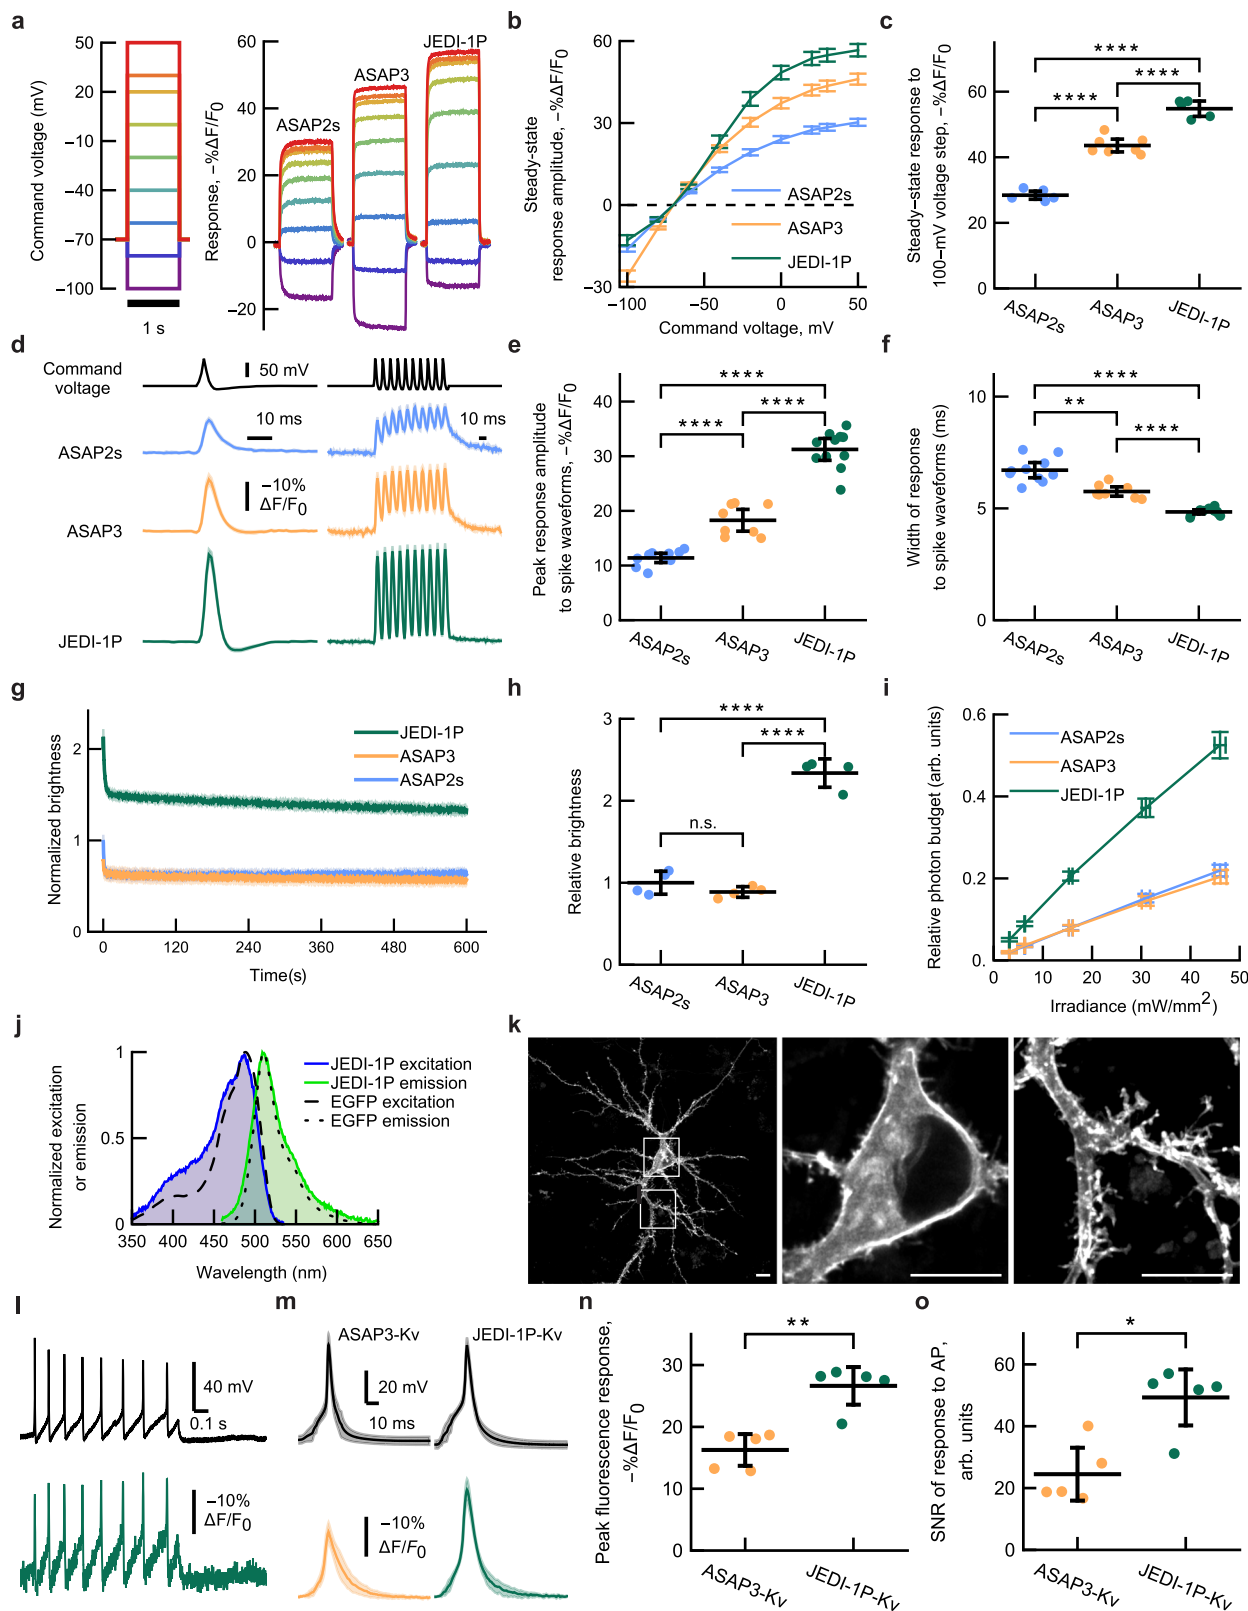 a
Command voltage (mV)
50
20
−10
−40
−70
−100
1 s
Response, −%ΔF/F0
60
40
20
0
−20
ASAP2s
ASAP3
JEDI-1P
b
Steady-state
response amplitude, −%ΔF/F0
60
30
0
−30
−100
−50
0
50
Command voltage, mV
ASAP2s
ASAP3
JEDI-1P
c
Steady−state response to
100−mV voltage step, −%ΔF/F0
60
40
20
0
****
****
****
ASAP2s
ASAP3
JEDI-1P
d
Command
voltage
50 mV
10 ms
10 ms
ASAP2s
−10%
ΔF/F0
ASAP3
JEDI-1P
e
Peak response amplitude
to spike waveforms, −%ΔF/F0
40
30
20
10
0
****
****
****
ASAP2s
ASAP3
JEDI-1P
f
Width of response
to spike waveforms (ms)
10
5
0
****
**
****
ASAP2s
ASAP3
JEDI-1P
g
Normalized brightness
2
1
0
0
120
240
360
480
600
Time(s)
JEDI-1P
ASAP3
ASAP2s
h
Relative brightness
3
2
1
0
****
****
n.s.
ASAP2s
ASAP3
JEDI-1P
i
Relative photon budget (arb. units)
0.6
0.4
0.2
0.
0
10
20
30
40
50
Irradiance (mW/mm2)
ASAP2s
ASAP3
JEDI-1P
j
Normalized excitation
or emission
1
0.5
0
350
400
450
500
550
600
650
Wavelength (nm)
JEDI-1P excitation
JEDI-1P emission
EGFP excitation
EGFP emission
k
l
40 mV
0.1 s
−10%
ΔF/F0
m
ASAP3-Kv
JEDI-1P-Kv
20 mV
10 ms
−10%
ΔF/F0
n
Peak fluorescence response,
−%ΔF/F0
30
20
10
0
**
ASAP3-Kv
JEDI-1P-Kv
o
SNR of response to AP,
arb. units
60
40
20
0
*
ASAP3-Kv
JEDI-1P-Kv